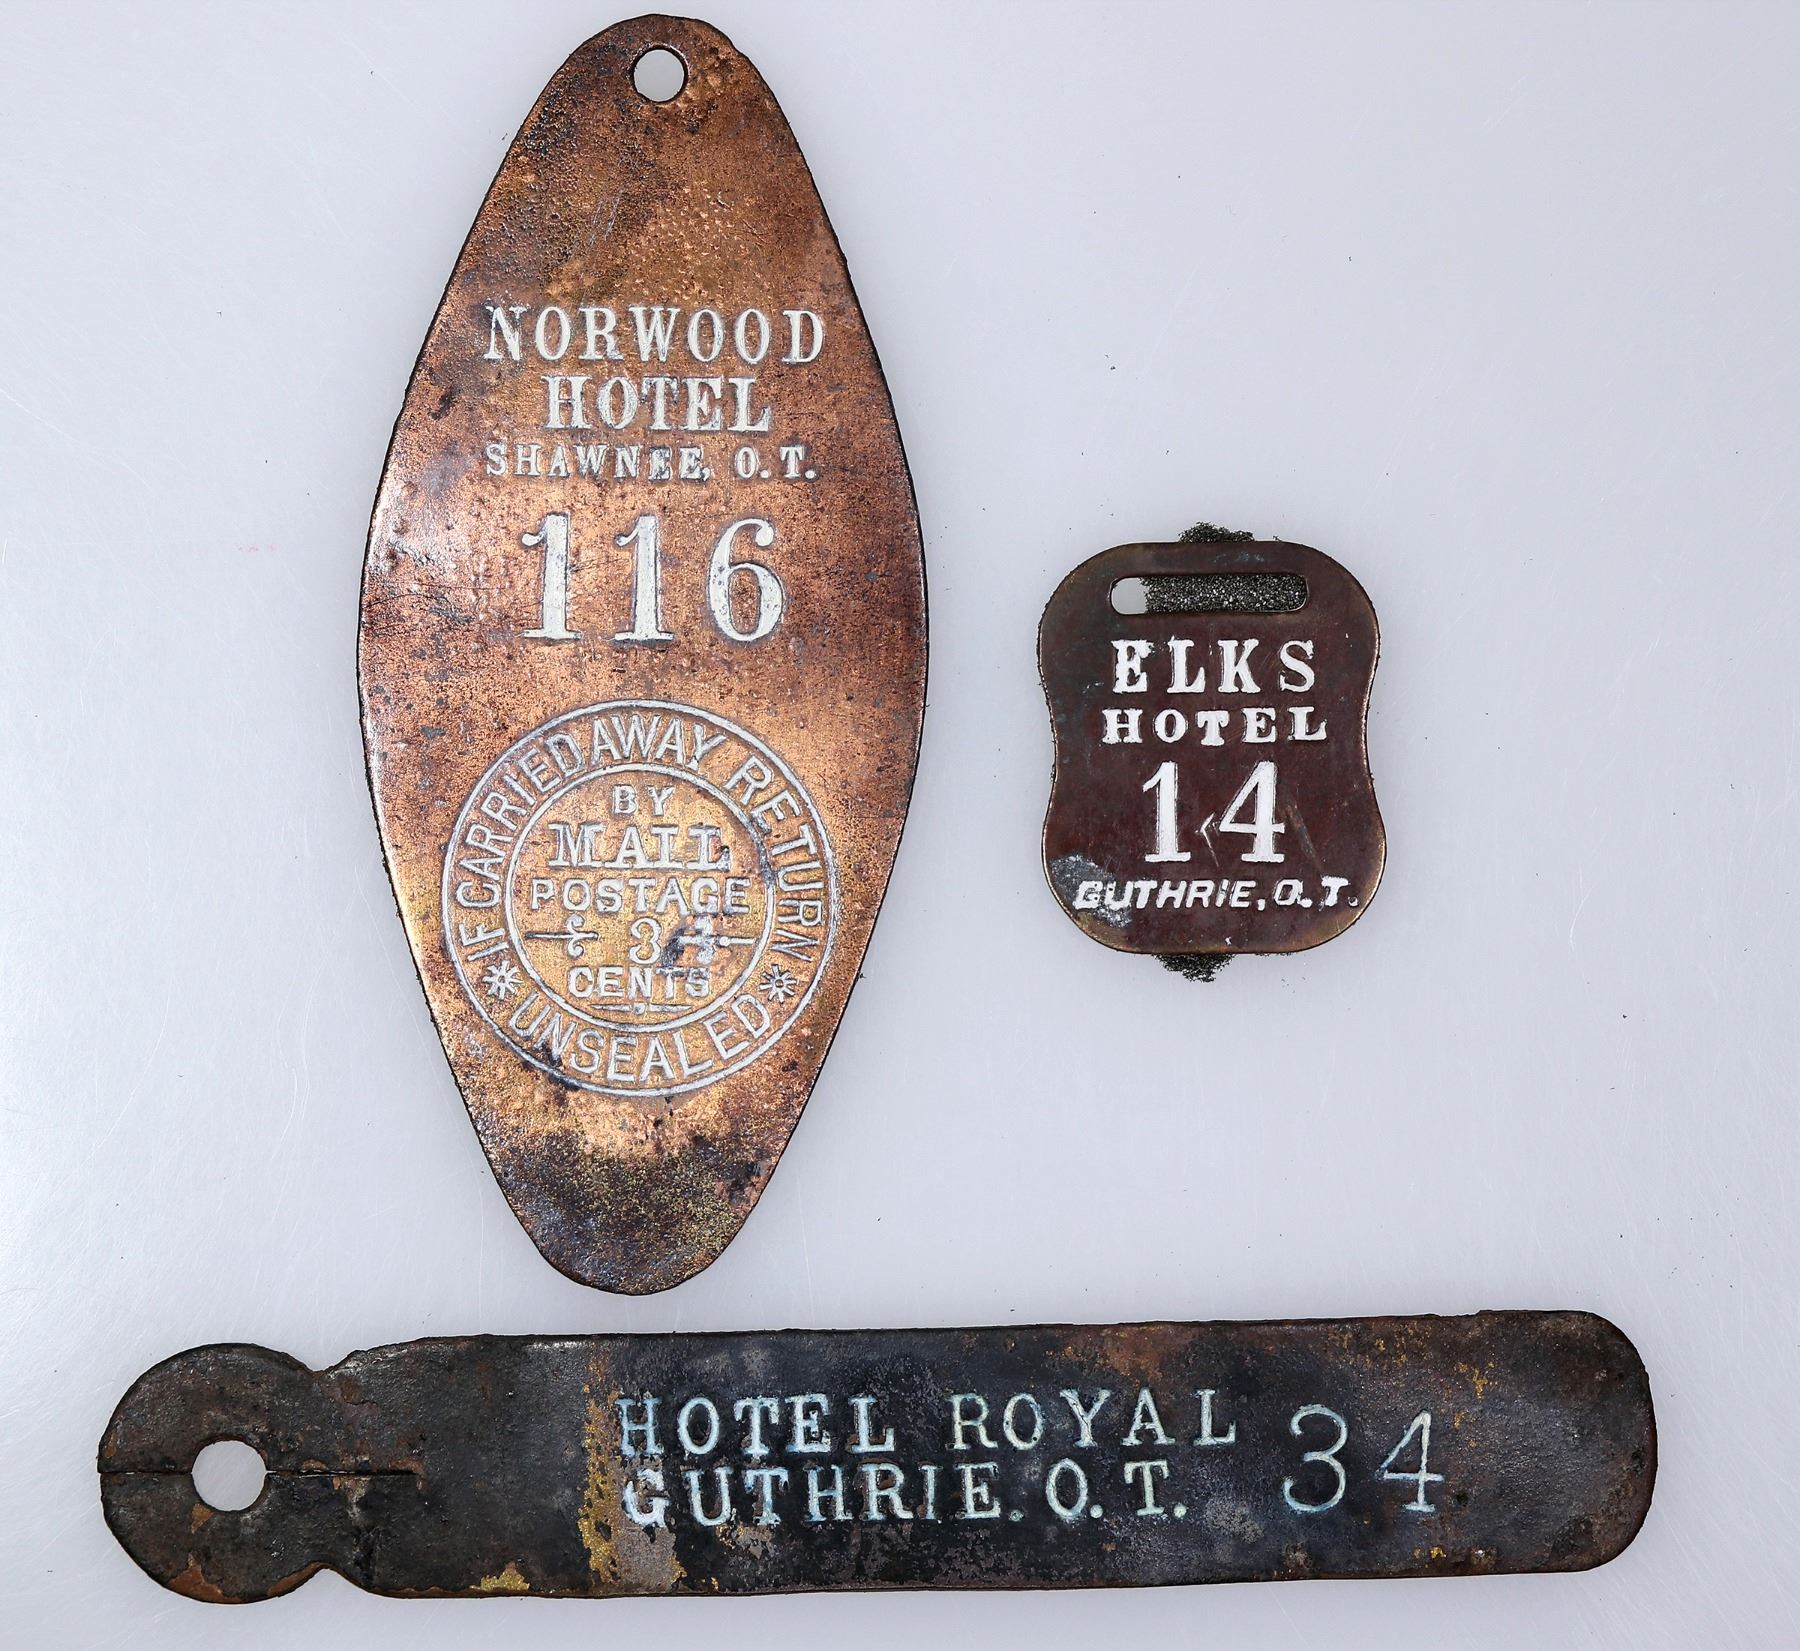 NORWOOD
HOTEL
SHAWNEE, O.T.
116
IF CARRIED AWAY RETURN
BY
MAIL
POSTAGE
3
CENTS
UNSEALED
ELKS
HOTEL
14
GUTHRIE, O.T.
HOTEL ROYAL 34
GUTHRIE. O. T.